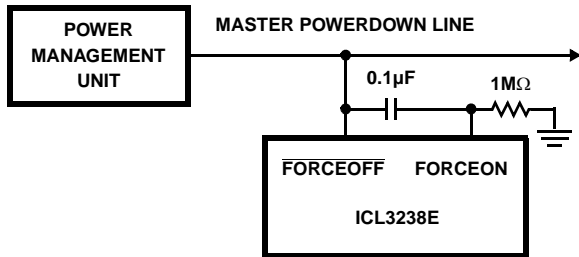 POWER
MANAGEMENT
UNIT
MASTER POWERDOWN LINE
0.1µF
1MΩ
FORCEOFF FORCEON
ICL3238E